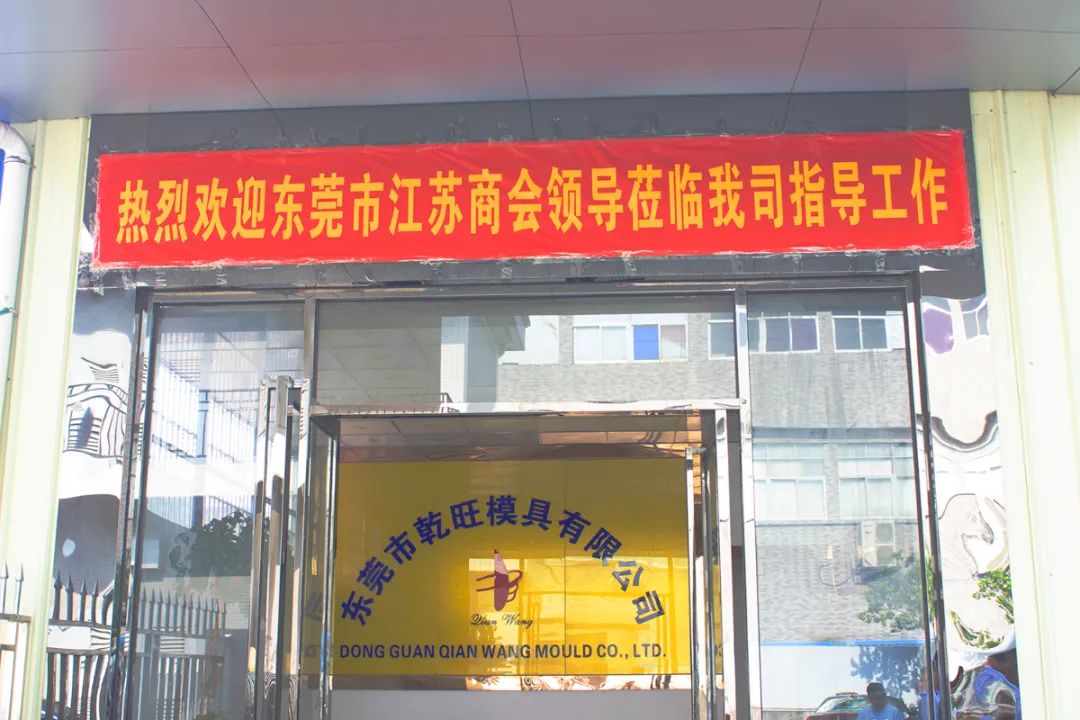 热烈欢迎东莞市江苏商会领导莅临我司指导工作
东莞市乾旺模具有限公司
Qian Wang
DONG GUAN QIAN WANG MOULD CO., LTD.